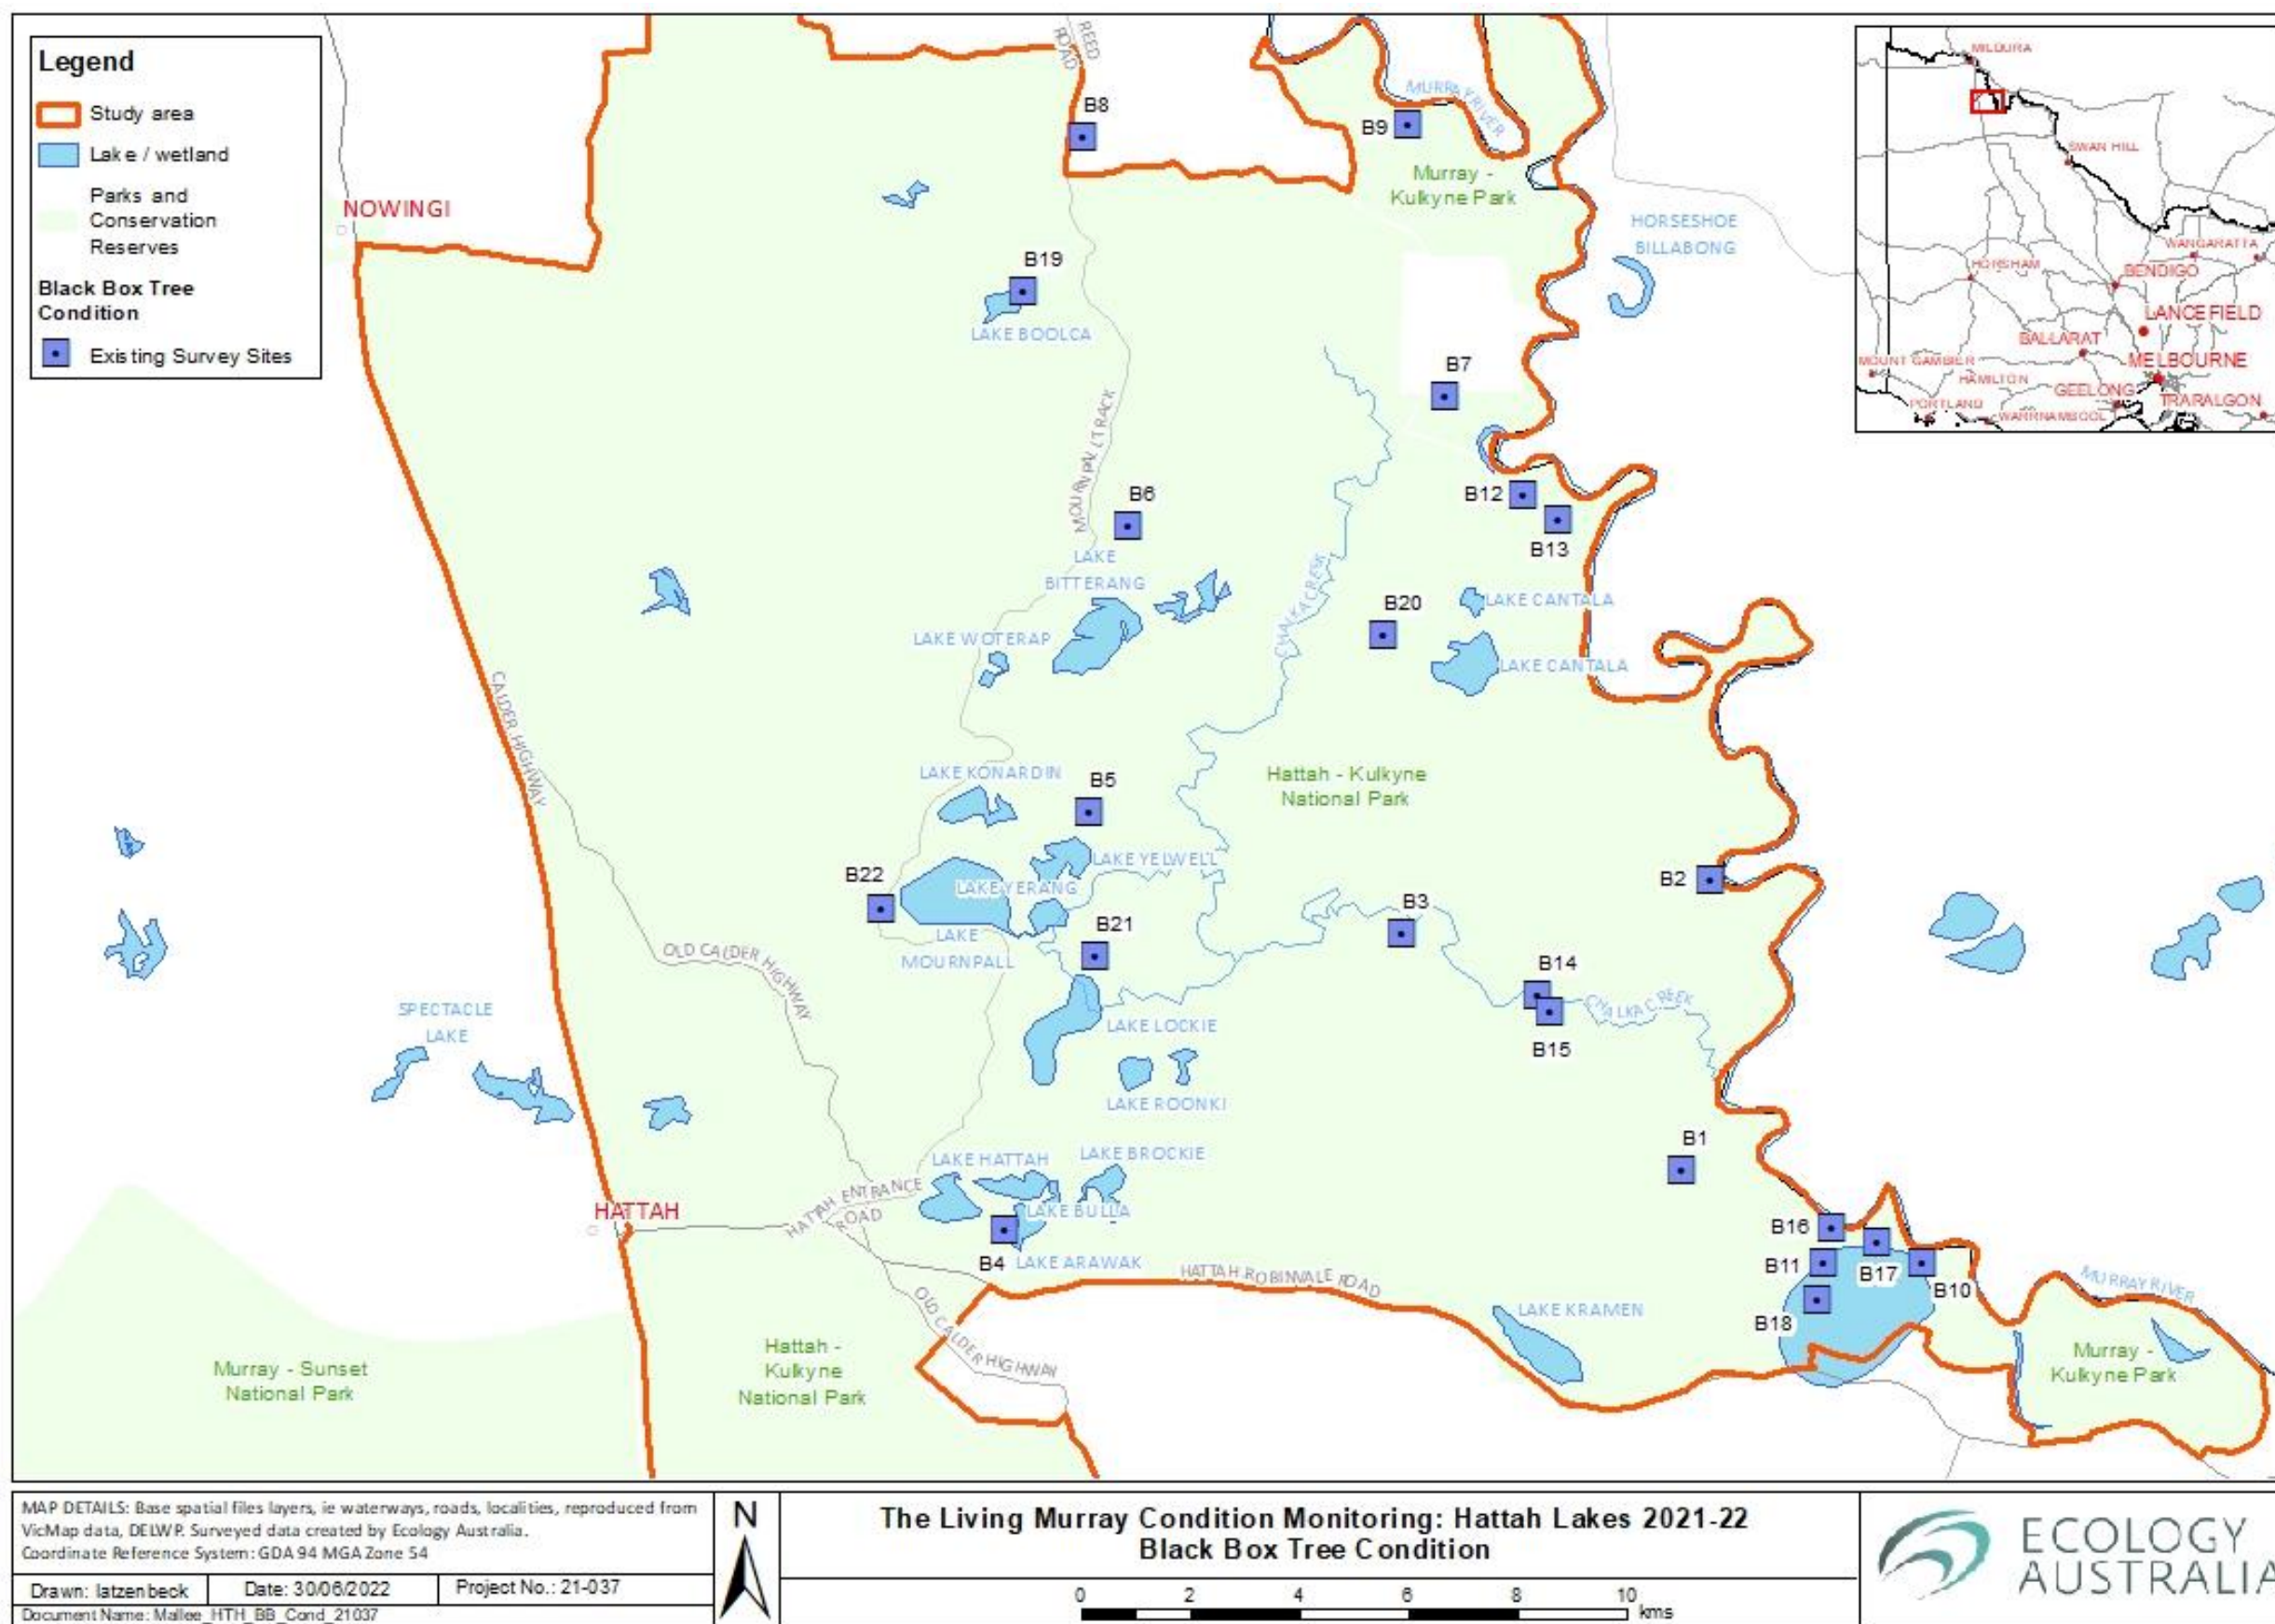 Legend
Study area
Lake / wetland
Parks and
Conservation
Reserves
Black Box Tree
Condition
Existing Survey Sites
REED
ROAD
B8
MURRAY RIVER
B9
Murray -
Kulkyne Park
NOWINGI
HORSESHOE
BILLABONG
B19
LAKE BOOLCA
B7
MOURNPALL TRACK
B6
B12
B13
LAKE
BITTERANG
CHALKA CREEK
B20
LAKE CANTALA
LAKE WOTERAP
LAKE CANTALA
CALDER HIGHWAY
LAKE KONARDIN
B5
Hattah - Kulkyne
National Park
LAKE YELWELL
B22
LAKE YERANG
B2
B3
B21
LAKE
MOURNPALL
OLD CALDER HIGHWAY
B14
CHALKA CREEK
B15
SPECTACLE
LAKE
LAKE LOCKIE
LAKE ROONKI
B1
LAKE HATTAH
LAKE BROCKIE
HATTAH
HATTAH ENTRANCE
ROAD
LAKE BULLA
B4
LAKE ARAWAK
HATTAH-ROBINVALE ROAD
OLD CALDER HIGHWAY
B16
B11
B17
B10
B18
MURRAY RIVER
LAKE KRAMEN
Murray -
Kulkyne Park
Murray - Sunset
National Park
Hattah -
Kulkyne
National Park
MILDURA
SWAN HILL
WANGARATTA
HORSHAM
BENDIGO
LANCEFIELD
BALLARAT
MOUNT GAMBIER
MELBOURNE
HAMILTON
GEELONG
PORTLAND
TRARALGON
WARRNAMBOOL
MAP DETAILS: Base spatial files layers, ie waterways, roads, localities, reproduced from
VicMap data, DELWP. Surveyed data created by Ecology Australia.
Coordinate Reference System: GDA 94 MGA Zone 54
Drawn: latzenbeck
Date: 30/06/2022
Project No.: 21-037
Document Name: Mallee_HTH_BB_Cond_21037
N
The Living Murray Condition Monitoring: Hattah Lakes 2021-22
Black Box Tree Condition
0 2 4 6 8 10
kms
ECOLOGY
AUSTRALIA